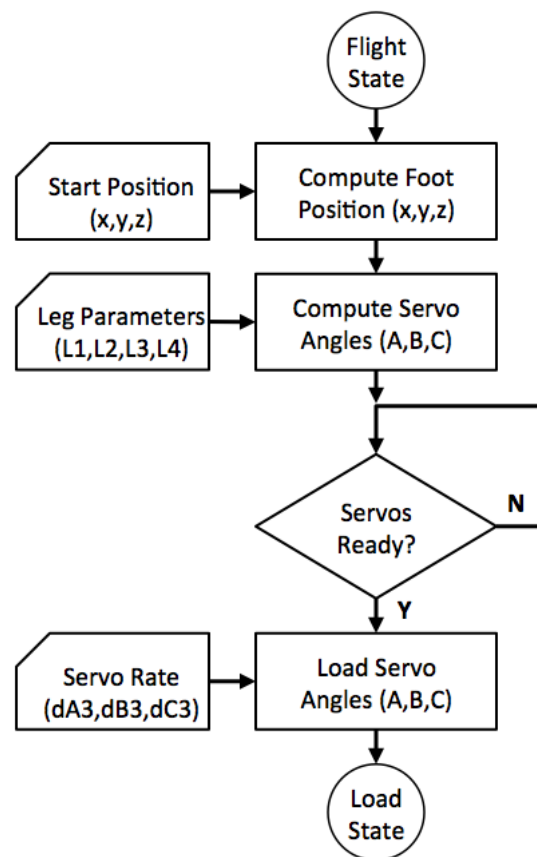 Flight
State
Start Position
(x,y,z)
Compute Foot
Position (x,y,z)
Leg Parameters
(L1,L2,L3,L4)
Compute Servo
Angles (A,B,C)
Servos
Ready?
N
Y
Servo Rate
(dA3,dB3,dC3)
Load Servo
Angles (A,B,C)
Load
State